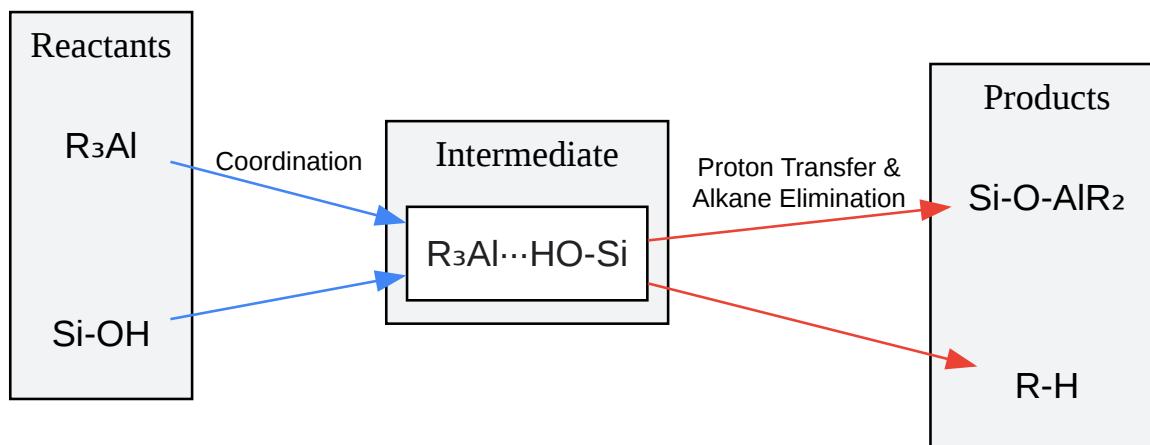 Reactants
R₃Al
Si-OH
Coordination
Intermediate
R₃Al···HO-Si
Proton Transfer &
Alkane Elimination
Products
Si-O-AlR₂
R-H